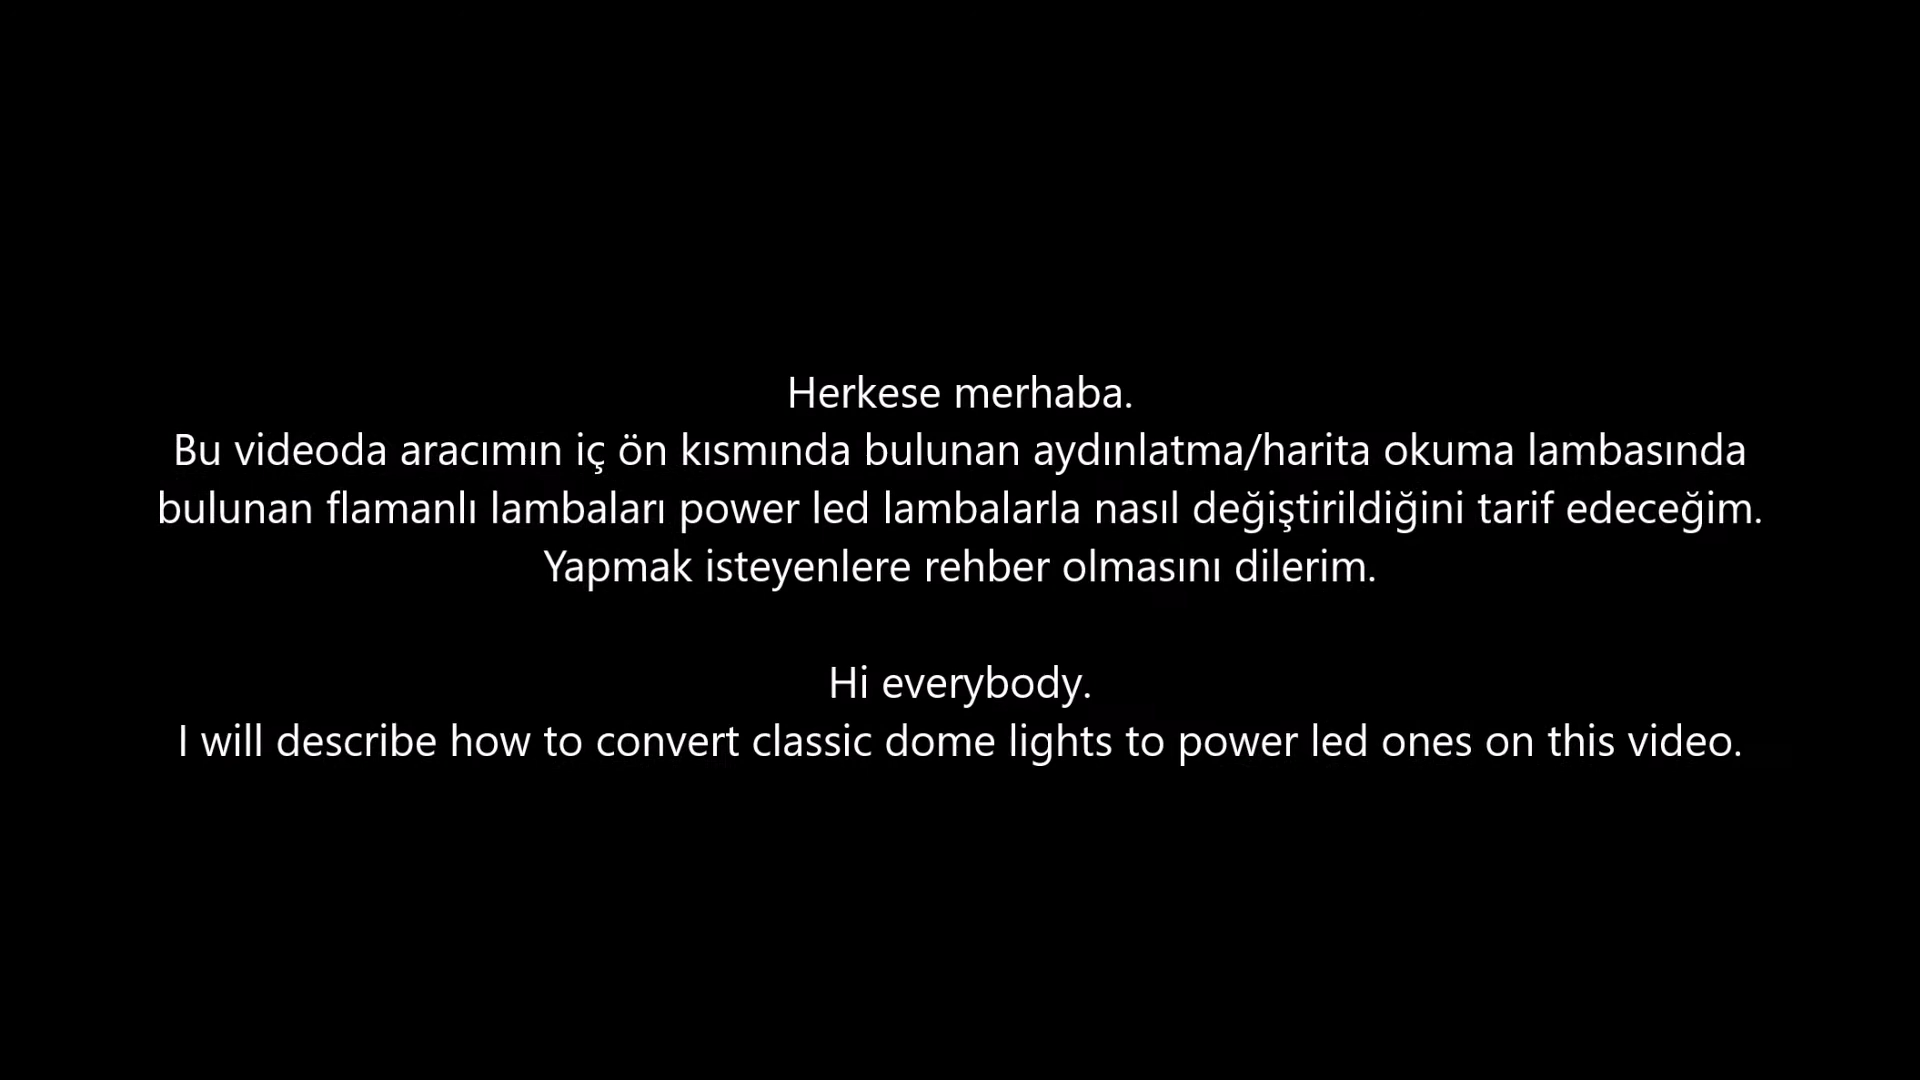 Herkese merhaba.
Bu videoda aracımın iç ön kısmında bulunan aydınlatma/harita okuma lambasında
bulunan flamanlı lambaları power led lambalarla nasıl değiştirildiğini tarif edeceğim.
Yapmak isteyenlere rehber olmasını dilerim.
Hi everybody.
I will describe how to convert classic dome lights to power led ones on this video.